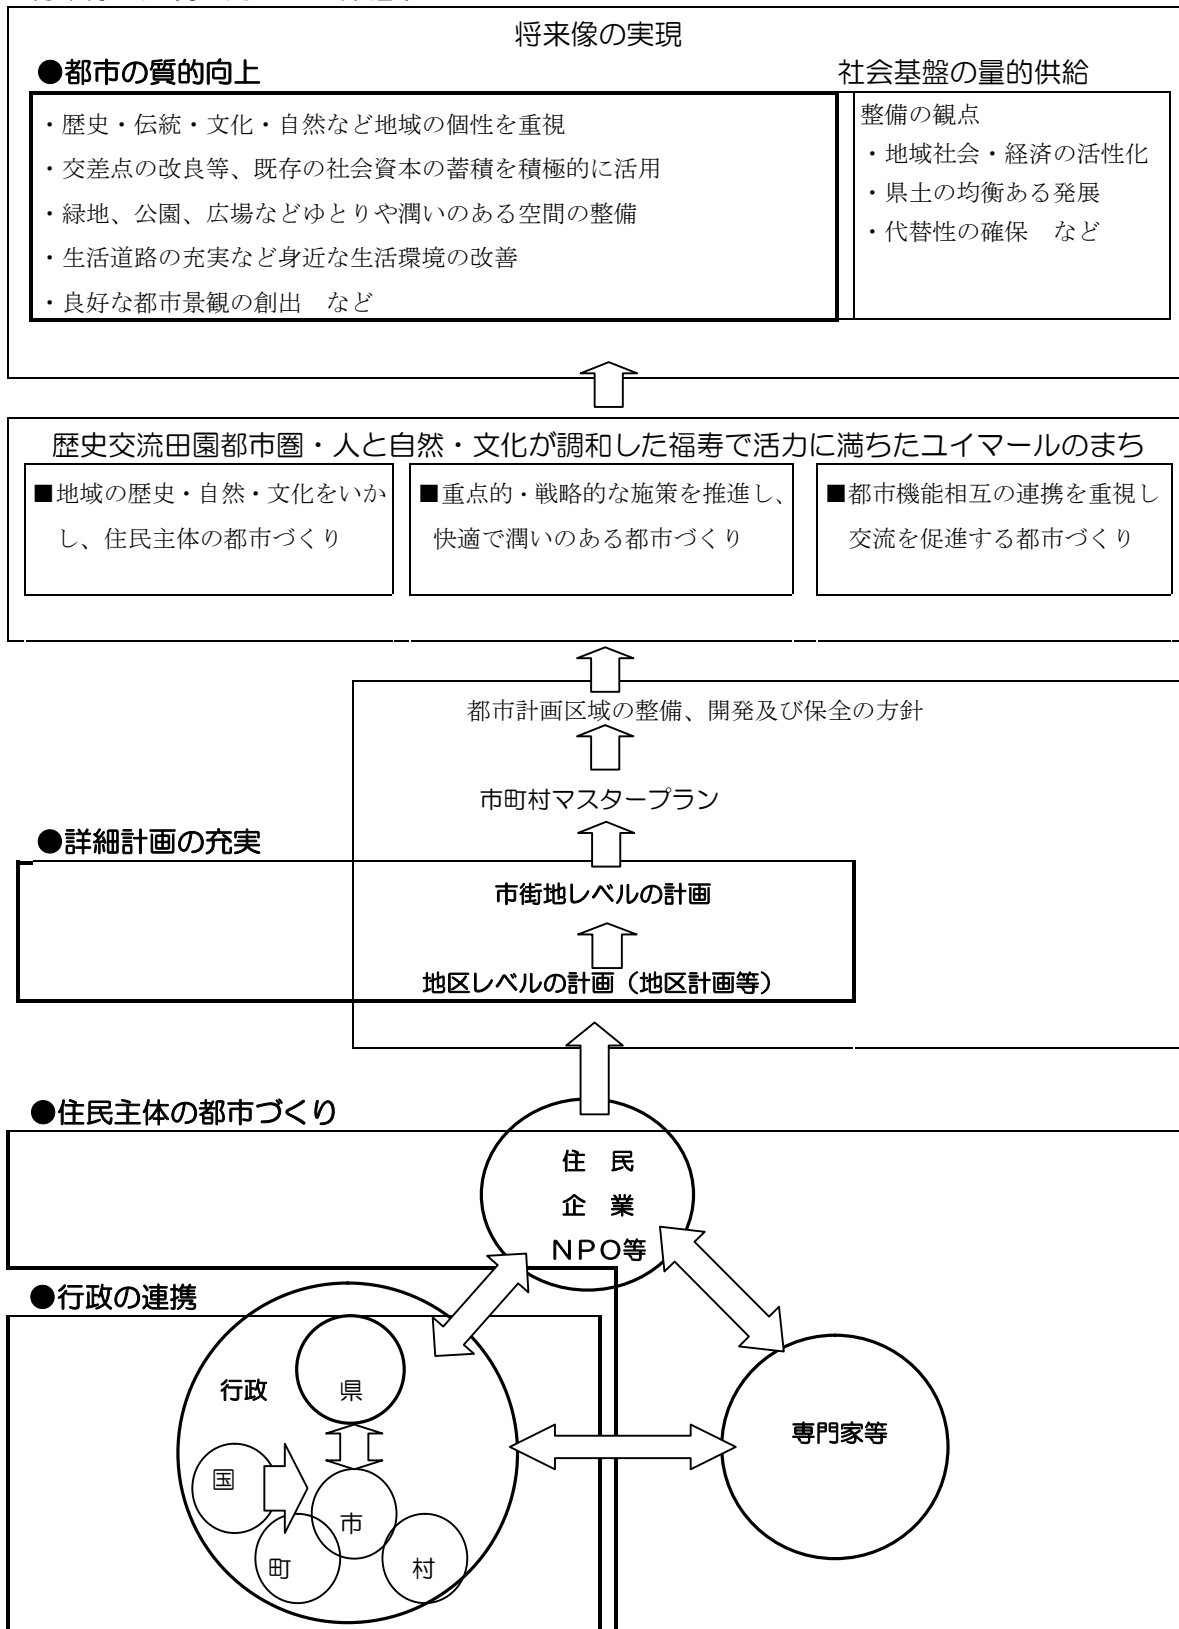 将来像の実現
●都市の質的向上
社会基盤の量的供給
・歴史・伝統・文化・自然など地域の個性を重視
・交差点の改良等、既存の社会資本の蓄積を積極的に活用
・緑地、公園、広場などゆとりや潤いのある空間の整備
・生活道路の充実など身近な生活環境の改善
・良好な都市景観の創出　など
整備の観点
・地域社会・経済の活性化
・県土の均衡ある発展
・代替性の確保　など
歴史交流田園都市圏・人と自然・文化が調和した福寿で活力に満ちたユイマールのまち
■地域の歴史・自然・文化をいか
し、住民主体の都市づくり
■重点的・戦略的な施策を推進し、
快適で潤いのある都市づくり
■都市機能相互の連携を重視し
交流を促進する都市づくり
都市計画区域の整備、開発及び保全の方針
市町村マスタープラン
●詳細計画の充実
市街地レベルの計画
地区レベルの計画（地区計画等）
●住民主体の都市づくり
住　民
企　業
ＮＰＯ等
●行政の連携
行政
県
国
市
町
村
専門家等